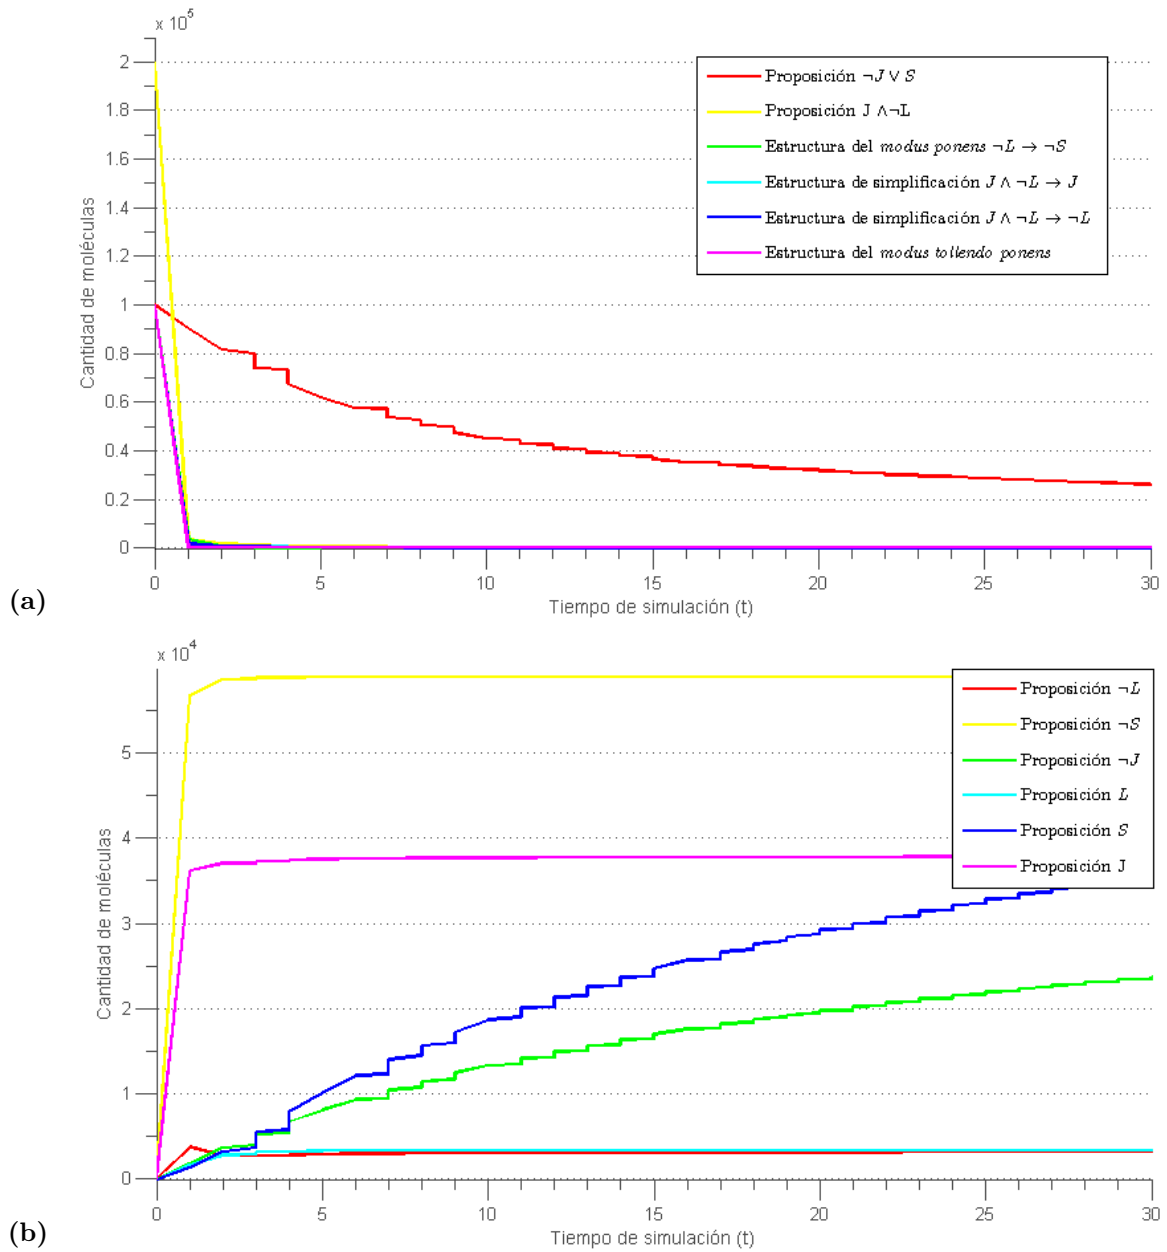 x 10^5
2
1.8
1.6
1.4
1.2
1
0.8
0.6
0.4
0.2
0
Cantidad de moléculas
Proposición ¬J ∨ S
Proposición J ∧¬L
Estructura del modus ponens ¬L → ¬S
Estructura de simplificación J ∧ ¬L → J
Estructura de simplificación J ∧ ¬L → ¬L
Estructura del modus tollendo ponens
0 5 10 15 20 25 30
Tiempo de simulación (t)
(a)
x 10^4
5
4
3
2
1
0
Cantidad de moléculas
Proposición ¬L
Proposición ¬S
Proposición ¬J
Proposición L
Proposición S
Proposición J
0 5 10 15 20 25 30
Tiempo de simulación (t)
(b)